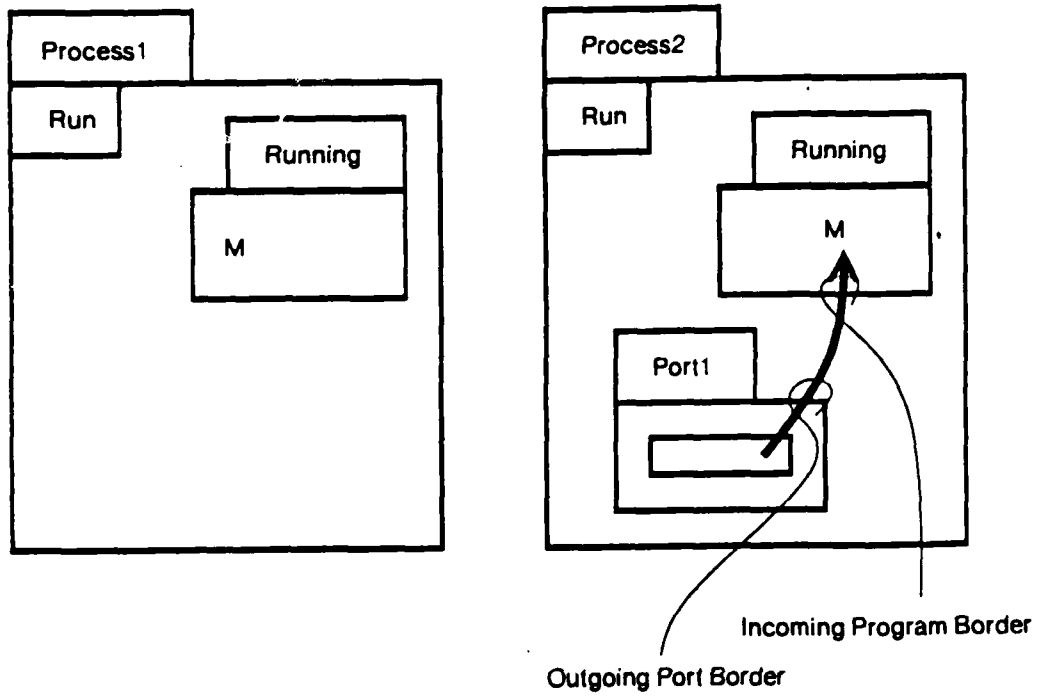 Process1
Run
Running
M
Process2
Run
Running
M
Port1
Incoming Program Border
Outgoing Port Border